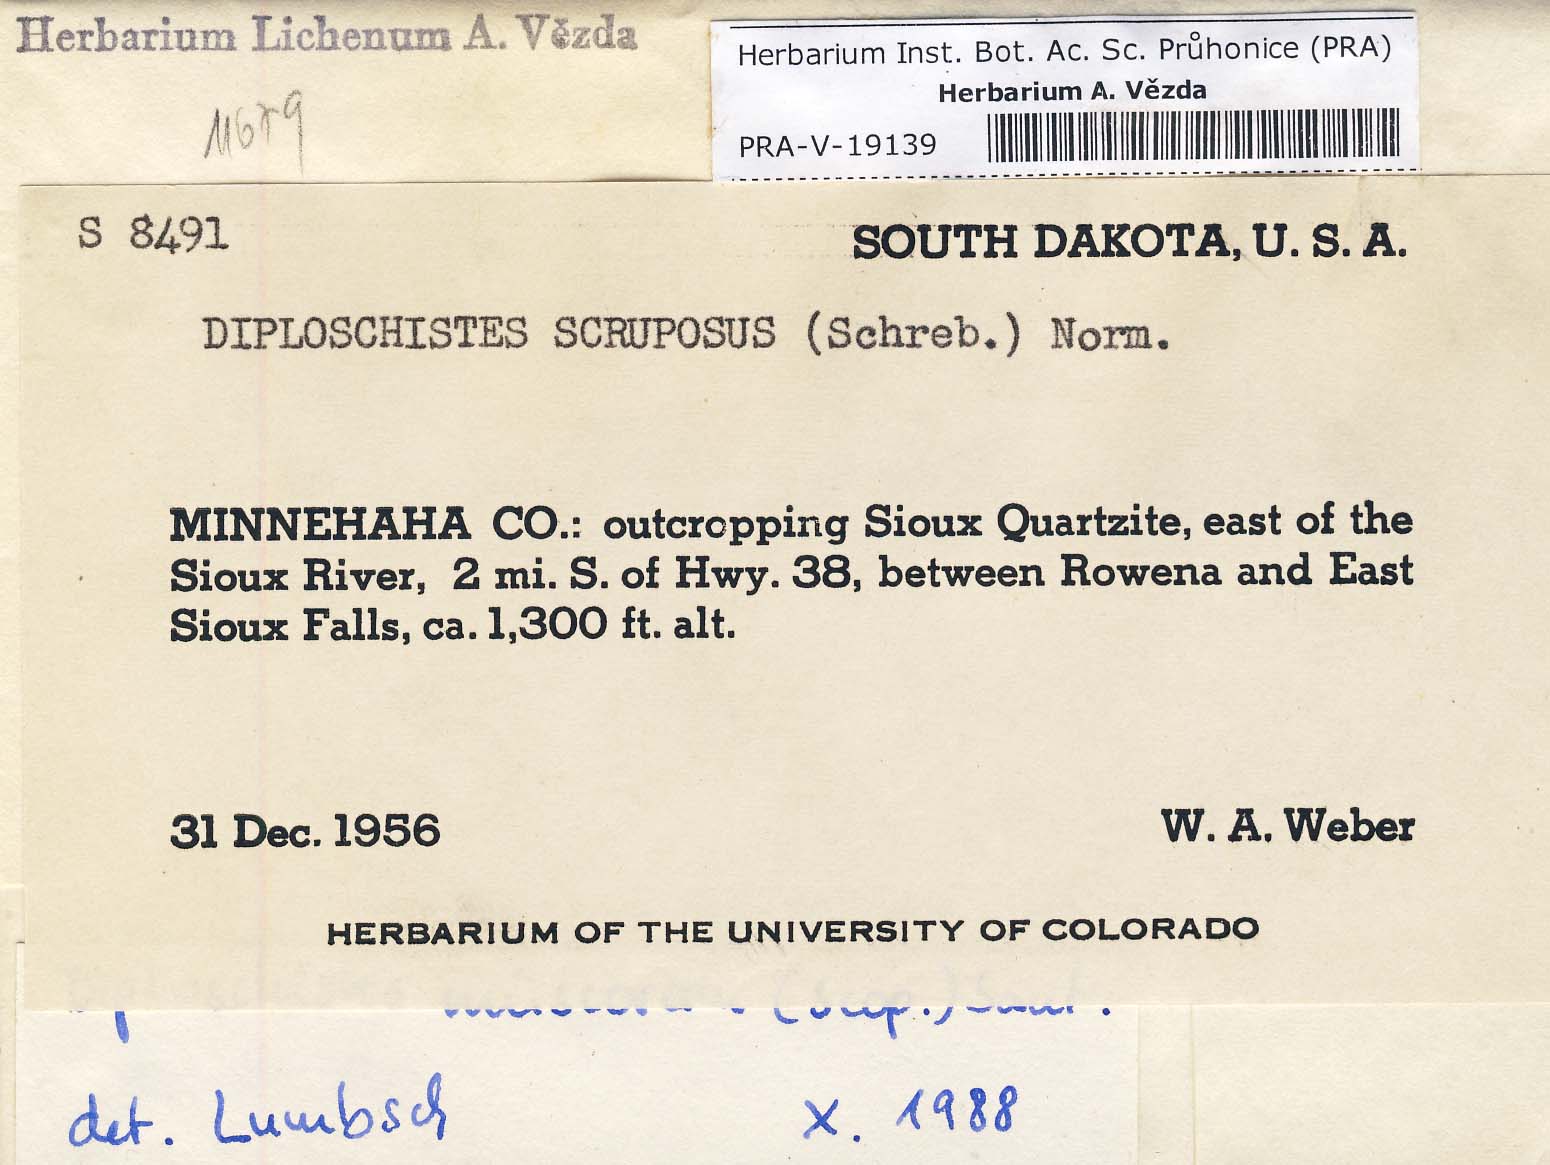 Herbarium Lichenum A. Vězda
Herbarium Inst. Bot. Ac. Sc. Průhonice (PRA)
Herbarium A. Vězda
PRA-V-19139
S 8491
SOUTH DAKOTA, U. S. A.
DIPLOSCHISTES SCRUPOSUS (Schreb.) Norm.
MINNEHAHA CO.: outcropping Sioux Quartzite, east of the
Sioux River, 2 mi. S. of Hwy. 38, between Rowena and East
Sioux Falls, ca. 1,300 ft. alt.
31 Dec. 1956
W. A. Weber
HERBARIUM OF THE UNIVERSITY OF COLORADO
det. Lumbsch
X. 1988